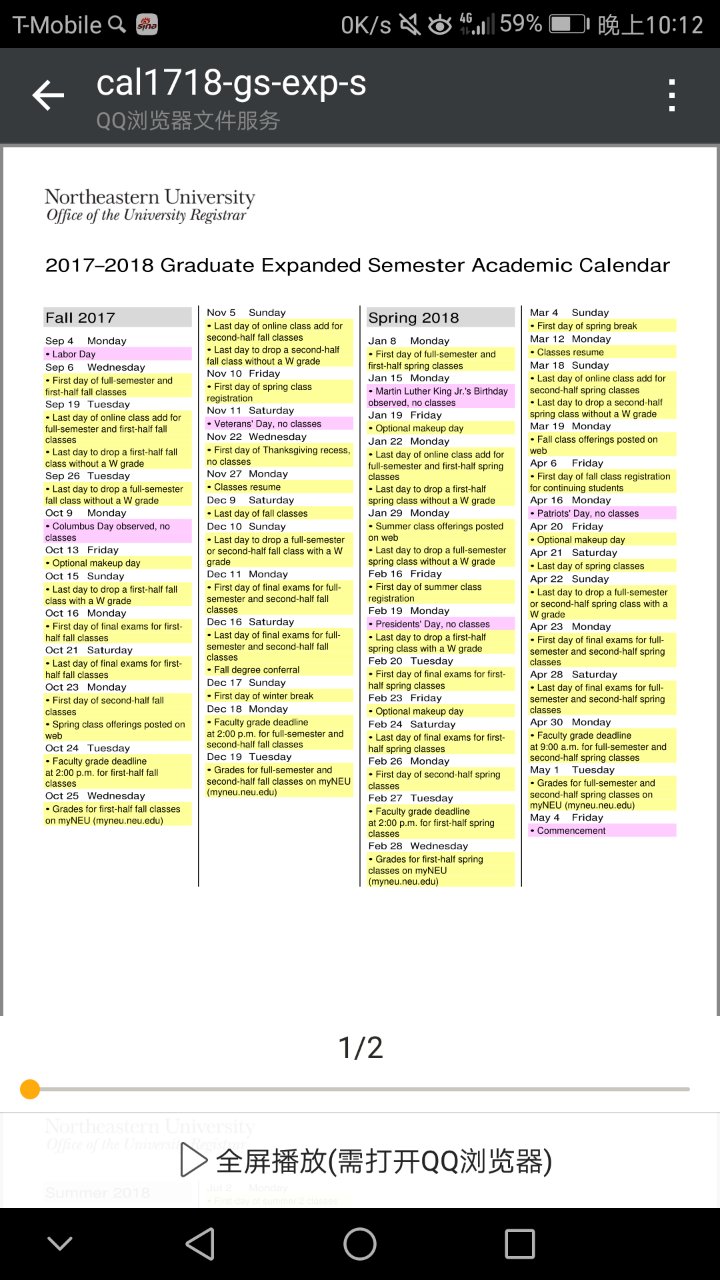 T-Mobile
0K/s 4G 59% 晚上10:12
cal1718-gs-exp-s
QQ浏览器文件服务
Northeastern University
Office of the University Registrar
2017–2018 Graduate Expanded Semester Academic Calendar
Fall 2017
Sep 4 Monday
• Labor Day
Sep 6 Wednesday
• First day of full-semester and
first-half fall classes
Sep 19 Tuesday
• Last day of online class add for
full-semester and first-half fall
classes
• Last day to drop a first-half fall
class without a W grade
Sep 26 Tuesday
• Last day to drop a full-semester
fall class without a W grade
Oct 9 Monday
• Columbus Day observed, no
classes
Oct 13 Friday
• Optional makeup day
Oct 15 Sunday
• Last day to drop a first-half fall
class with a W grade
Oct 16 Monday
• First day of final exams for first-
half fall classes
Oct 21 Saturday
• Last day of final exams for first-
half fall classes
Oct 23 Monday
• First day of second-half fall
classes
• Spring class offerings posted on
web
Oct 24 Tuesday
• Faculty grade deadline
at 2:00 p.m. for first-half fall
classes
Oct 25 Wednesday
• Grades for first-half fall classes
on myNEU (myneu.neu.edu)
Nov 5 Sunday
• Last day of online class add for
second-half fall classes
• Last day to drop a second-half
fall class without a W grade
Nov 10 Friday
• First day of spring class
registration
Nov 11 Saturday
• Veterans' Day, no classes
Nov 22 Wednesday
• First day of Thanksgiving recess,
no classes
Nov 27 Monday
• Classes resume
Dec 9 Saturday
• Last day of fall classes
Dec 10 Sunday
• Last day to drop a full-semester
or second-half fall class with a W
grade
Dec 11 Monday
• First day of final exams for full-
semester and second-half fall
classes
Dec 16 Saturday
• Last day of final exams for full-
semester and second-half fall
classes
• Fall degree conferral
Dec 17 Sunday
• First day of winter break
Dec 18 Monday
• Faculty grade deadline
at 2:00 p.m. for full-semester and
second-half fall classes
Dec 19 Tuesday
• Grades for full-semester and
second-half fall classes on myNEU
(myneu.neu.edu)
Spring 2018
Jan 8 Monday
• First day of full-semester and
first-half spring classes
Jan 15 Monday
• Martin Luther King Jr.'s Birthday
observed, no classes
Jan 19 Friday
• Optional makeup day
Jan 22 Monday
• Last day of online class add for
full-semester and first-half spring
classes
• Last day to drop a first-half
spring class without a W grade
Jan 29 Monday
• Summer class offerings posted
on web
• Last day to drop a full-semester
spring class without a W grade
Feb 16 Friday
• First day of summer class
registration
Feb 19 Monday
• Presidents' Day, no classes
• Last day to drop a first-half
spring class with a W grade
Feb 20 Tuesday
• First day of final exams for first-
half spring classes
Feb 23 Friday
• Optional makeup day
Feb 24 Saturday
• Last day of final exams for first-
half spring classes
Feb 26 Monday
• First day of second-half spring
classes
Feb 27 Tuesday
• Faculty grade deadline
at 2:00 p.m. for first-half spring
classes
Feb 28 Wednesday
• Grades for first-half spring
classes on myNEU
(myneu.neu.edu)
Mar 4 Sunday
• First day of spring break
Mar 12 Monday
• Classes resume
Mar 18 Sunday
• Last day of online class add for
second-half spring classes
• Last day to drop a second-half
spring class without a W grade
Mar 19 Monday
• Fall class offerings posted on
web
Apr 6 Friday
• First day of fall class registration
for continuing students
Apr 16 Monday
• Patriots' Day, no classes
Apr 20 Friday
• Optional makeup day
Apr 21 Saturday
• Last day of spring classes
Apr 22 Sunday
• Last day to drop a full-semester
or second-half spring class with a
W grade
Apr 23 Monday
• First day of final exams for full-
semester and second-half spring
classes
Apr 28 Saturday
• Last day of final exams for full-
semester and second-half spring
classes
Apr 30 Monday
• Faculty grade deadline
at 9:00 a.m. for full-semester and
second-half spring classes
May 1 Tuesday
• Grades for full-semester and
second-half spring classes on
myNEU (myneu.neu.edu)
May 4 Friday
• Commencement
1/2
Northeastern University
Office of the University Registrar
全屏播放(需打开QQ浏览器)
Summer 2018
Jul 2 Monday
• First day of summer 2 classes